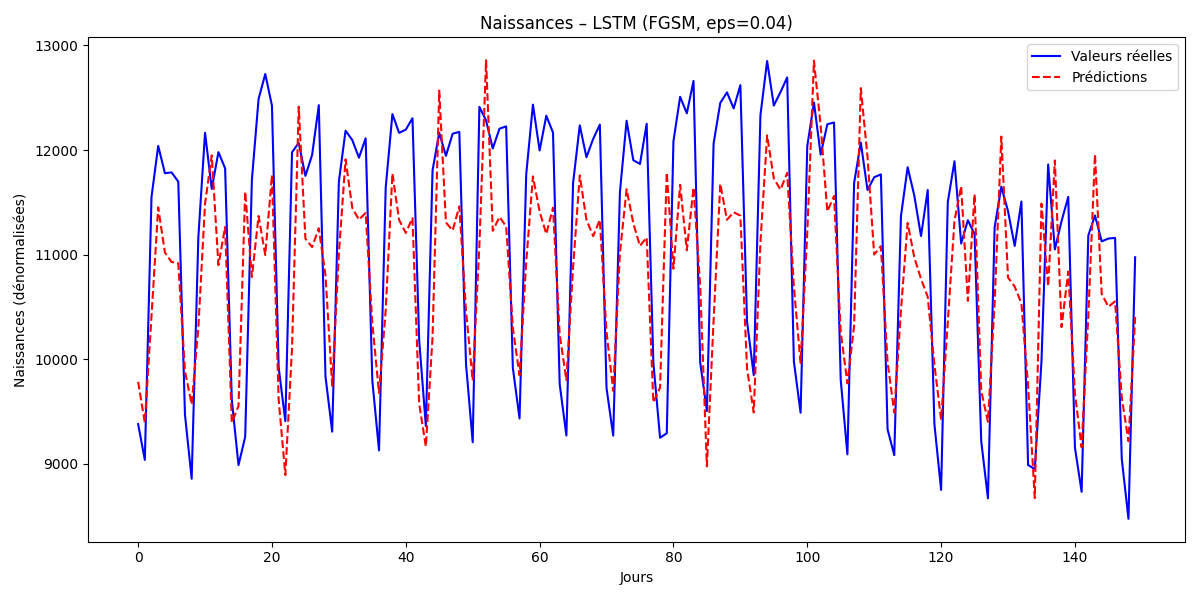 Naissances – LSTM (FGSM, eps=0.04)
Valeurs réelles
Prédictions
Naissances (dénormalisées)
13000
12000
11000
10000
9000
0 20 40 60 80 100 120 140
Jours